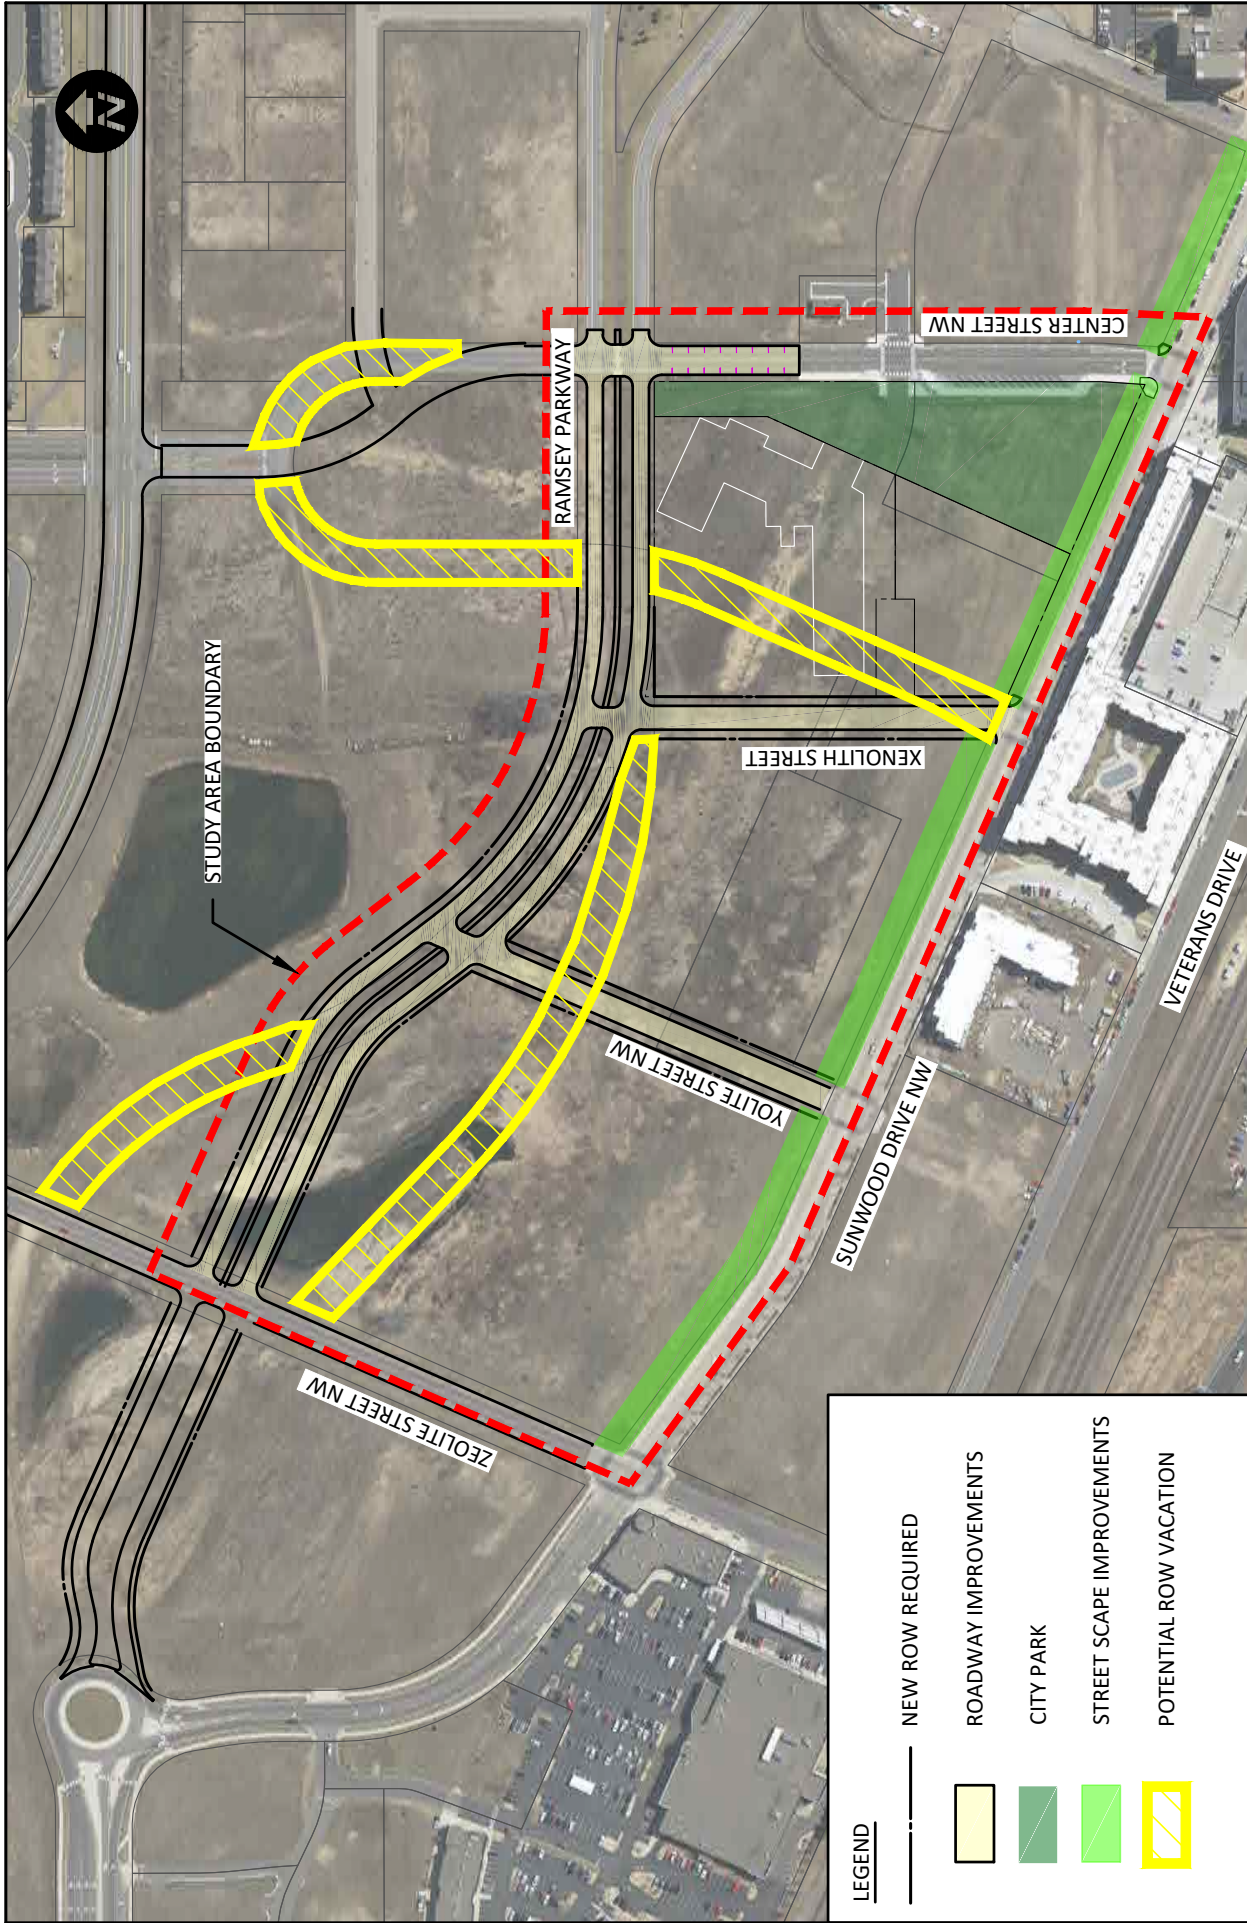 N
STUDY AREA BOUNDARY
RAMSEY PARKWAY
CENTER STREET NW
XENOLITH STREET
YOLITE STREET NW
ZEOLITE STREET NW
SUNWOOD DRIVE NW
VETERANS DRIVE
LEGEND
NEW ROW REQUIRED
ROADWAY IMPROVEMENTS
CITY PARK
STREET SCAPE IMPROVEMENTS
POTENTIAL ROW VACATION